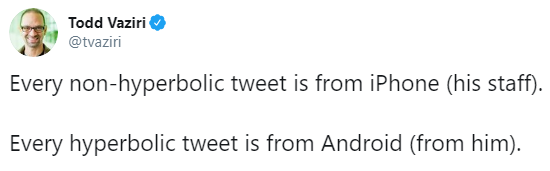 Todd Vaziri
@tvaziri
Every non-hyperbolic tweet is from iPhone (his staff).
Every hyperbolic tweet is from Android (from him).